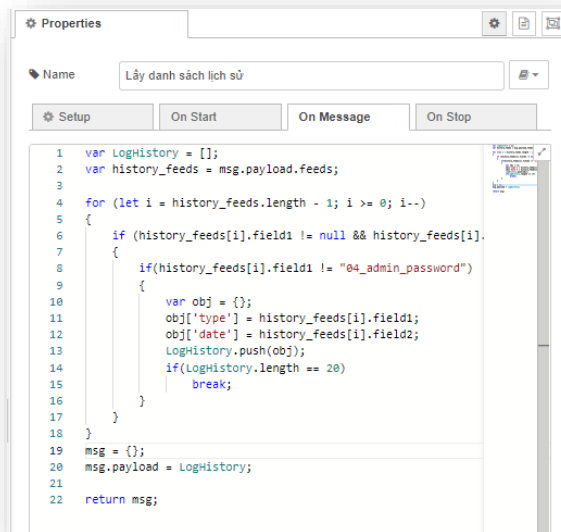 Properties
Name
Lấy danh sách lịch sử
Setup On Start On Message On Stop
1 var LogHistory = [];
2 var history_feeds = msg.payload.feeds;
3
4 for (let i = history_feeds.length - 1; i >= 0; i--)
5 {
6 if (history_feeds[i].field1 != null && history_feeds[i].
7 {
8 if(history_feeds[i].field1 != "04_admin_password")
9 {
10 var obj = {};
11 obj['type'] = history_feeds[i].field1;
12 obj['date'] = history_feeds[i].field2;
13 LogHistory.push(obj);
14 if(LogHistory.length == 20)
15 break;
16 }
17 }
18 }
19 msg = {};
20 msg.payload = LogHistory;
21
22 return msg;